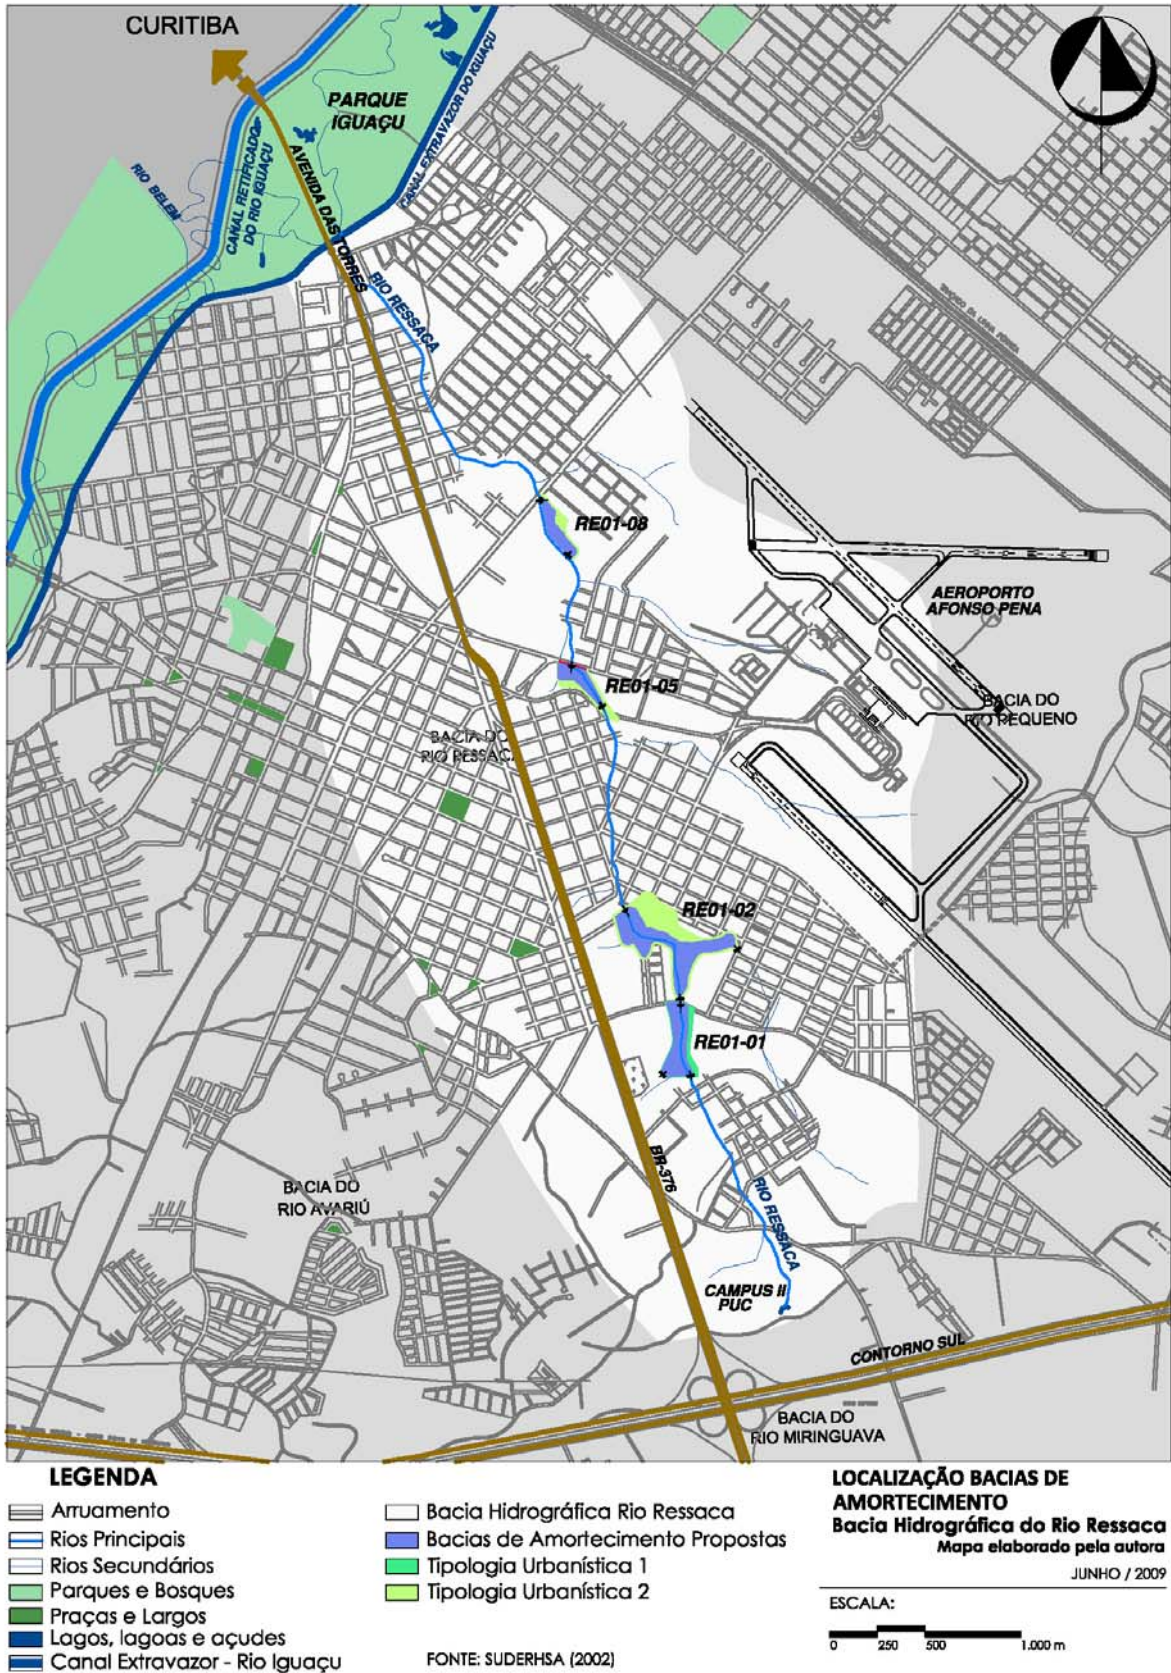 CURITIBA
PARQUE
IGUAÇU
AVENIDA DAS TORRES
CANAL EXTRAVAZOR DO IGUAÇU
RIO BELEM
CANAL RETIFICADO
DO RIO IGUAÇU
RIO RESSACA
RE01-08
AEROPORTO
AFONSO PENA
RE01-05
BACIA DO
RIO PEQUENO
BACIA DO
RIO RESSACA
RE01-02
RE01-01
BR-376
BACIA DO
RIO AVARIÚ
RIO RESSACA
CAMPUS II
PUC
CONTORNO SUL
BACIA DO
RIO MIRINGUAVA
LEGENDA
Arruamento
Rios Principais
Rios Secundários
Parques e Bosques
Praças e Largos
Lagos, lagoas e açudes
Canal Extravazor - Rio Iguaçu
Bacia Hidrográfica Rio Ressaca
Bacias de Amortecimento Propostas
Tipologia Urbanística 1
Tipologia Urbanística 2
FONTE: SUDERHSA (2002)
LOCALIZAÇÃO BACIAS DE
AMORTECIMENTO
Bacia Hidrográfica do Rio Ressaca
Mapa elaborado pela autora
JUNHO / 2009
ESCALA:
0 250 500 1.000 m